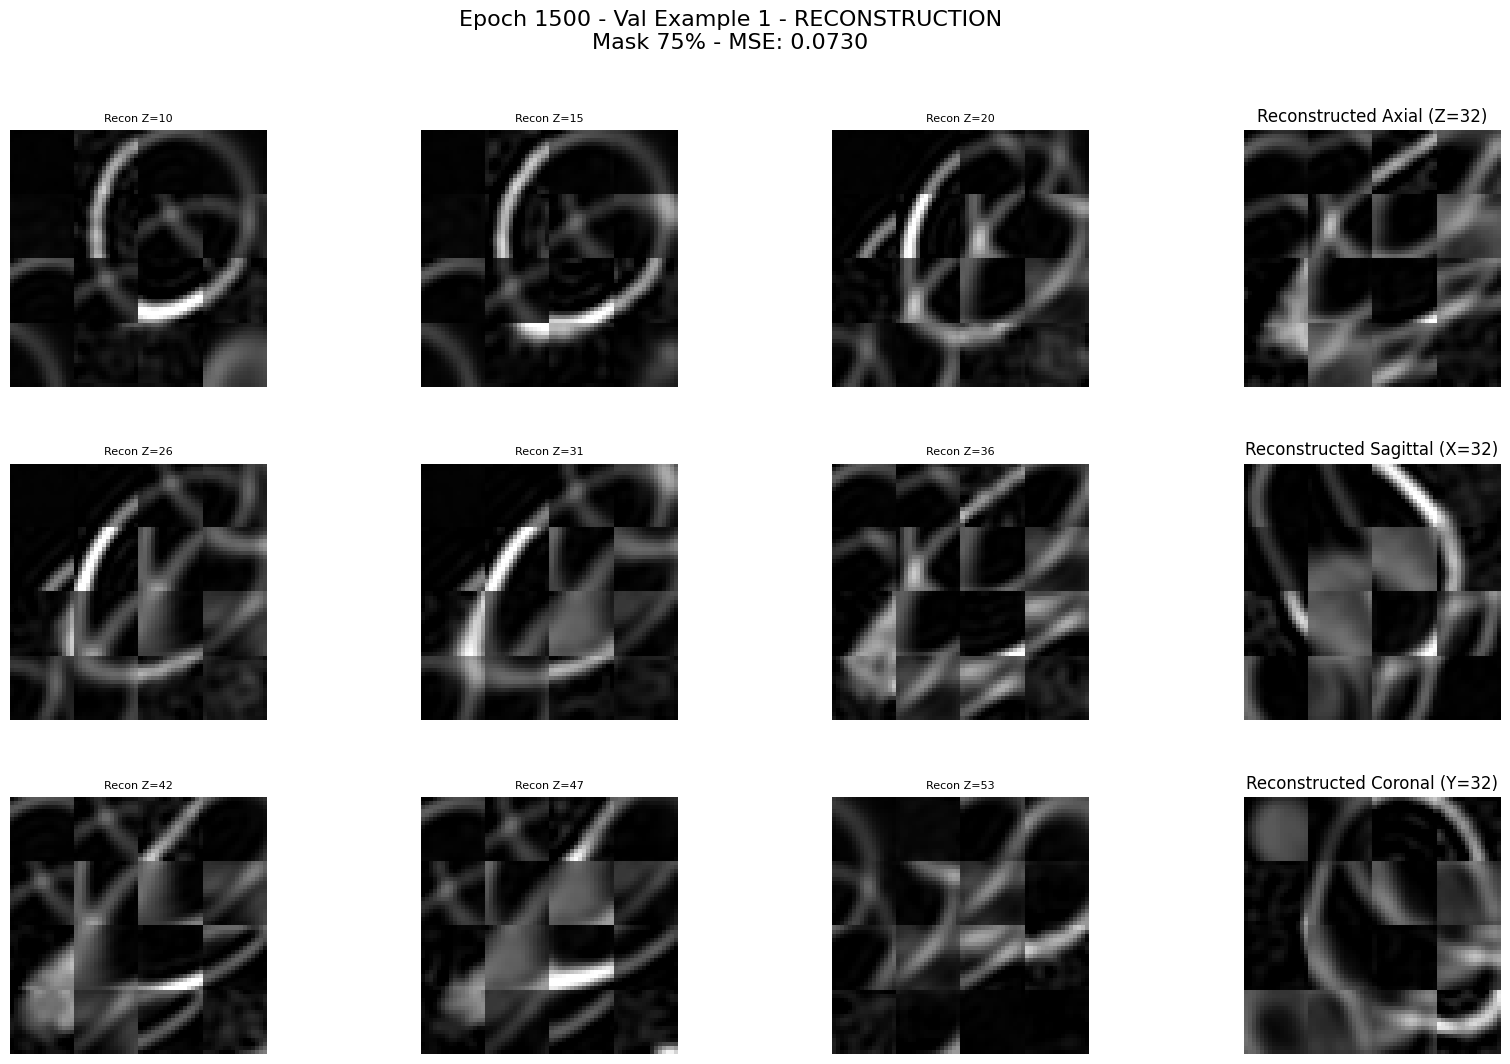 Epoch 1500 - Val Example 1 - RECONSTRUCTION
Mask 75% - MSE: 0.0730
Recon Z=10
Recon Z=15
Recon Z=20
Reconstructed Axial (Z=32)
Recon Z=26
Recon Z=31
Recon Z=36
Reconstructed Sagittal (X=32)
Recon Z=42
Recon Z=47
Recon Z=53
Reconstructed Coronal (Y=32)